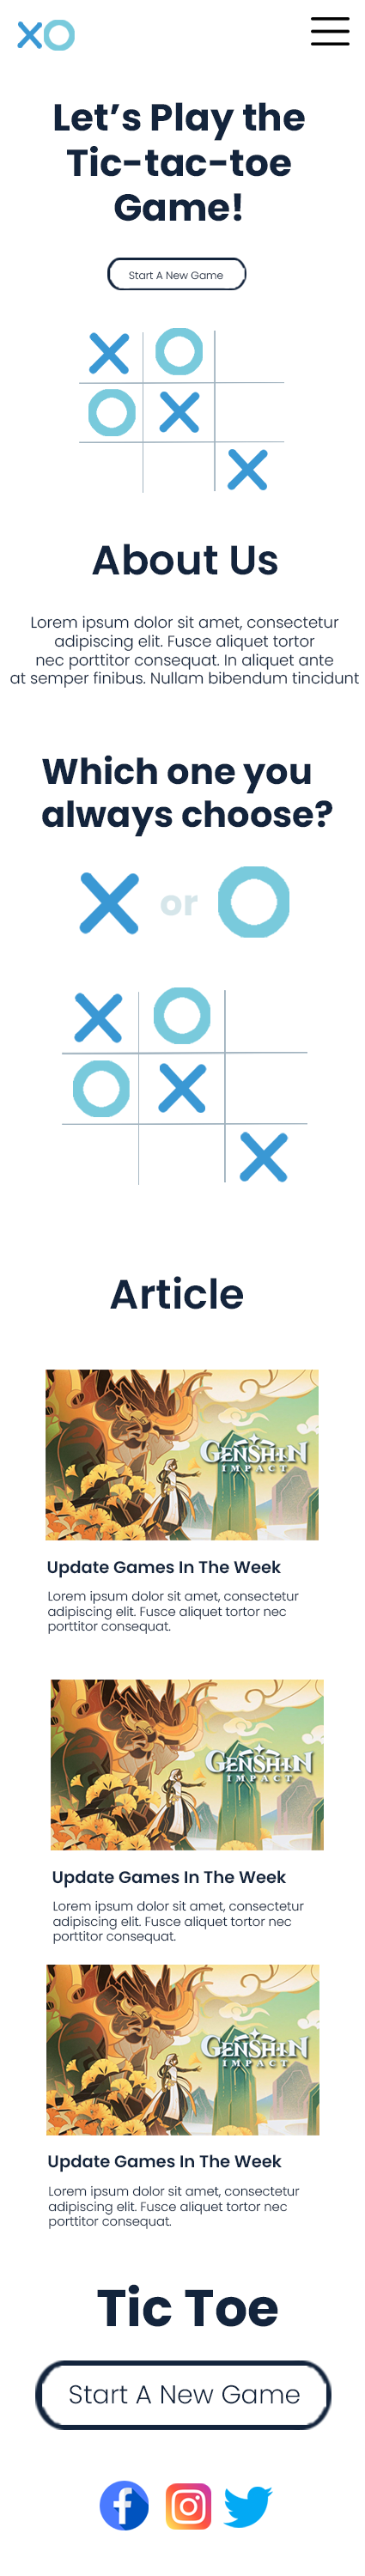 XO
Let's Play the
Tic-tac-toe
Game!
Start A New Game
X O
O X
X
About Us
Lorem ipsum dolor sit amet, consectetur
adipiscing elit. Fusce aliquet tortor
nec porttitor consequat. In aliquet ante
at semper finibus. Nullam bibendum tincidunt
Which one you
always choose?
X or O
X O
O X
X
Article
GENSHIN
IMPACT
Update Games In The Week
Lorem ipsum dolor sit amet, consectetur
adipiscing elit. Fusce aliquet tortor nec
porttitor consequat.
GENSHIN
IMPACT
Update Games In The Week
Lorem ipsum dolor sit amet, consectetur
adipiscing elit. Fusce aliquet tortor nec
porttitor consequat.
GENSHIN
IMPACT
Update Games In The Week
Lorem ipsum dolor sit amet, consectetur
adipiscing elit. Fusce aliquet tortor nec
porttitor consequat.
Tic Toe
Start A New Game